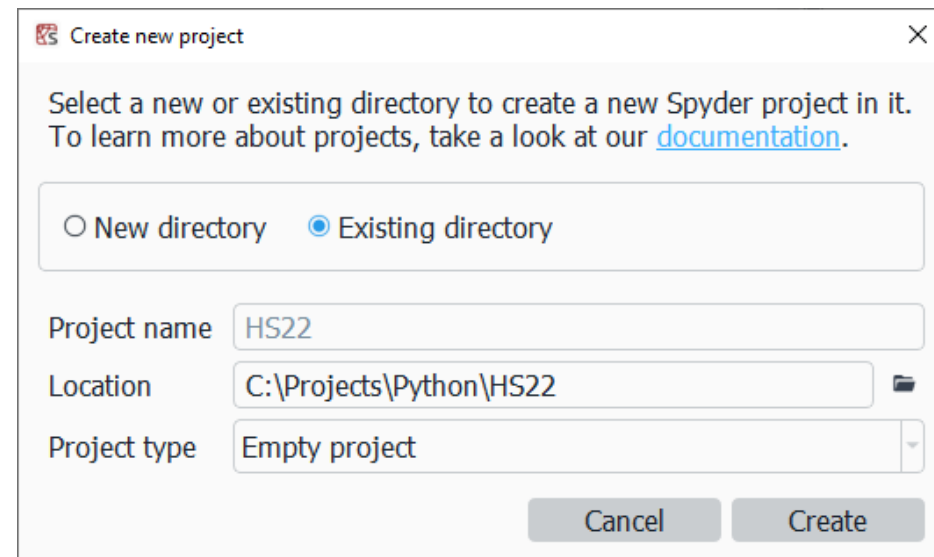 Create new project
Select a new or existing directory to create a new Spyder project in it.
To learn more about projects, take a look at our documentation.
New directory Existing directory
Project name HS22
Location C:\Projects\Python\HS22
Project type Empty project
Cancel Create